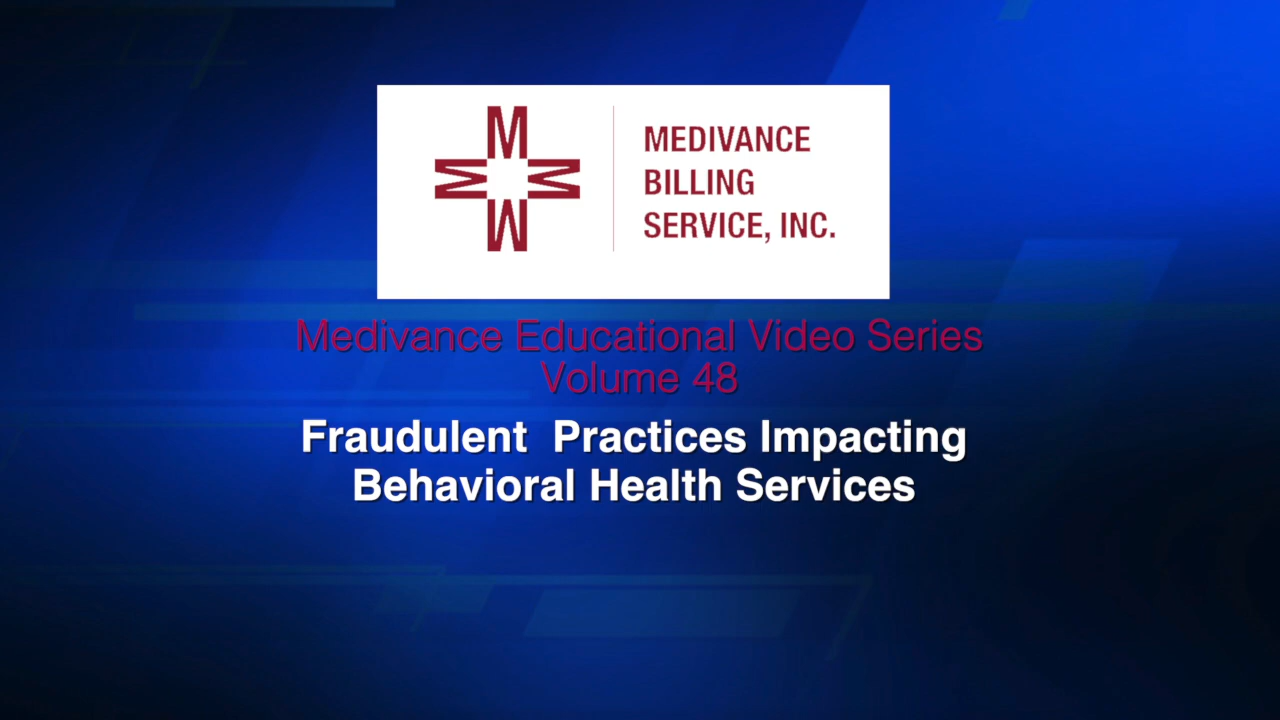 MEDIVANCE
BILLING
SERVICE, INC.
Medivance Educational Video Series
Volume 48
Fraudulent  Practices Impacting
Behavioral Health Services